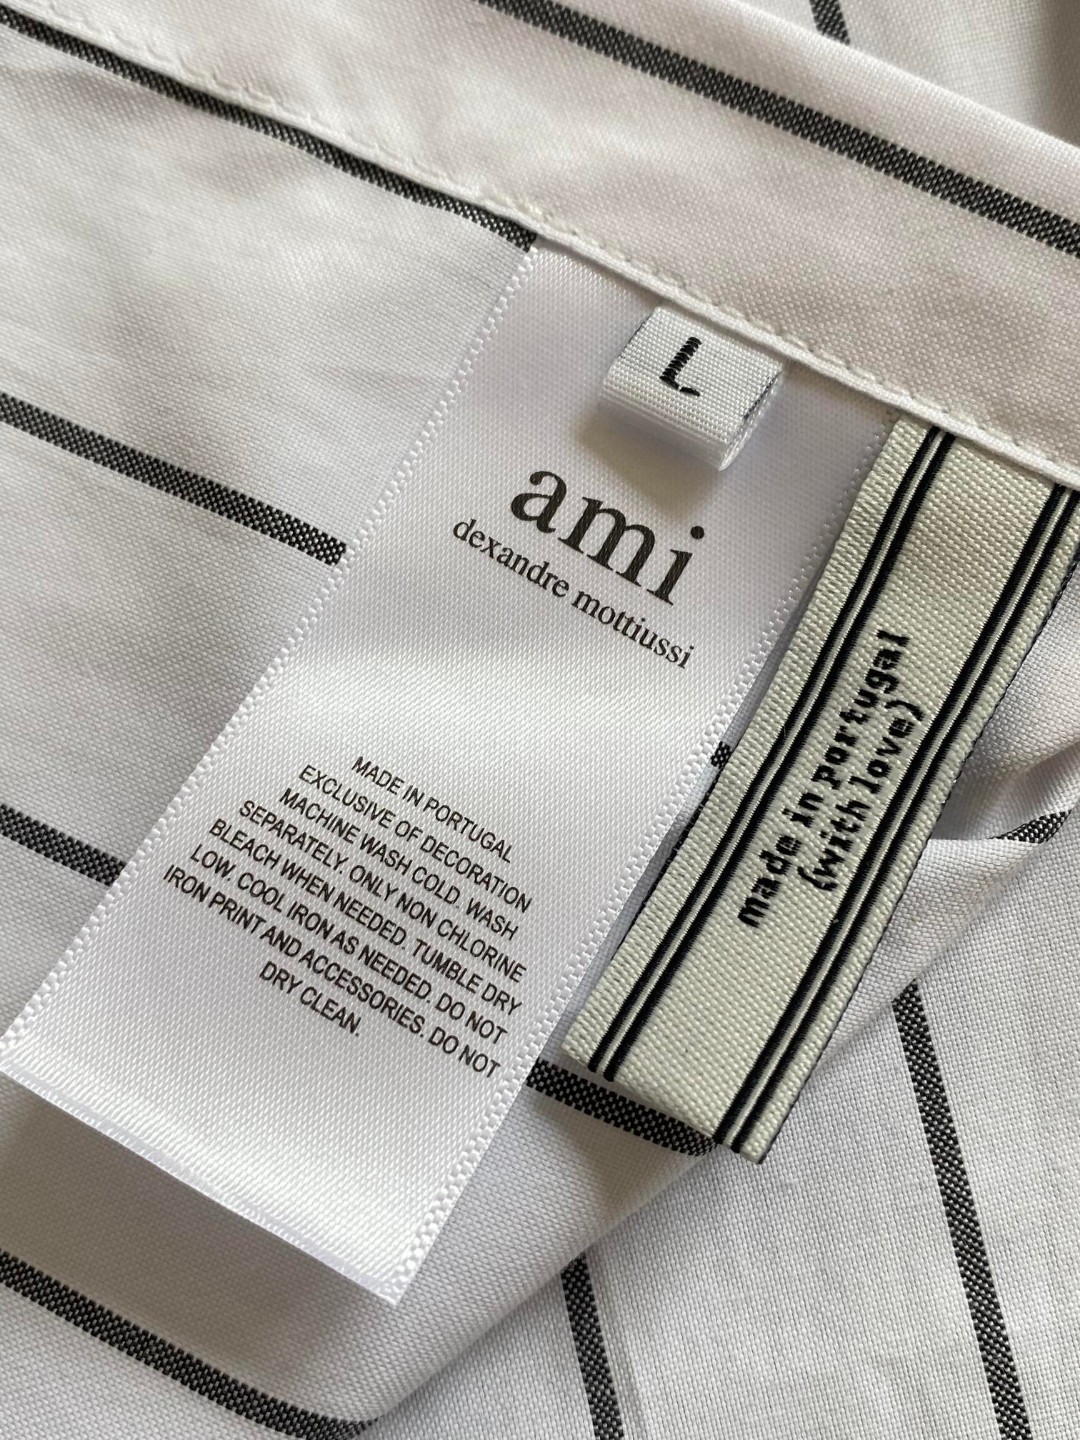 L
ami
dexandre mottiussi
MADE IN PORTUGAL
EXCLUSIVE OF DECORATION
MACHINE WASH COLD. WASH
SEPARATELY. ONLY NON CHLORINE
BLEACH WHEN NEEDED. TUMBLE DRY
LOW. COOL IRON AS NEEDED. DO NOT
IRON PRINT AND ACCESSORIES. DO NOT
DRY CLEAN.
made in Portugal
(with love)